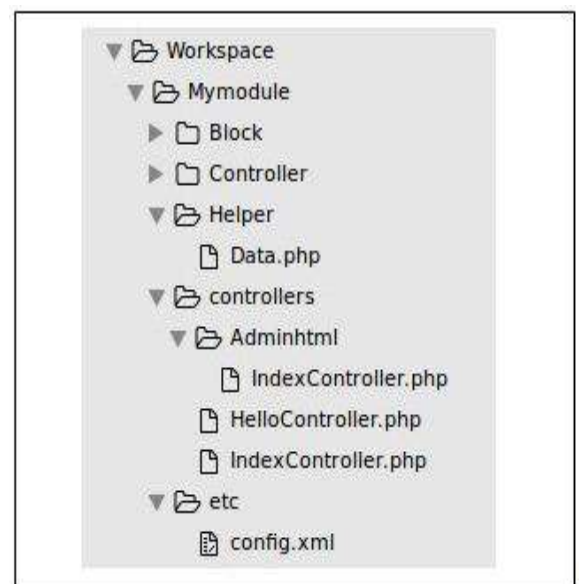 Workspace
Mymodule
Block
Controller
Helper
Data.php
controllers
Adminhtml
IndexController.php
HelloController.php
IndexController.php
etc
config.xml